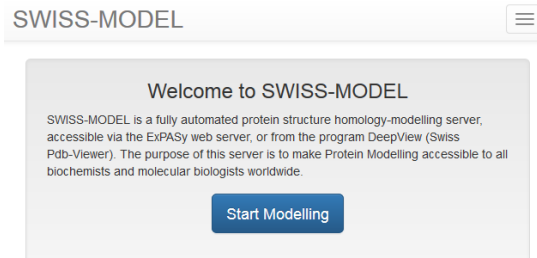 SWISS-MODEL
Welcome to SWISS-MODEL
SWISS-MODEL is a fully automated protein structure homology-modelling server,
accessible via the ExPASy web server, or from the program DeepView (Swiss
Pdb-Viewer). The purpose of this server is to make Protein Modelling accessible to all
biochemists and molecular biologists worldwide.
Start Modelling